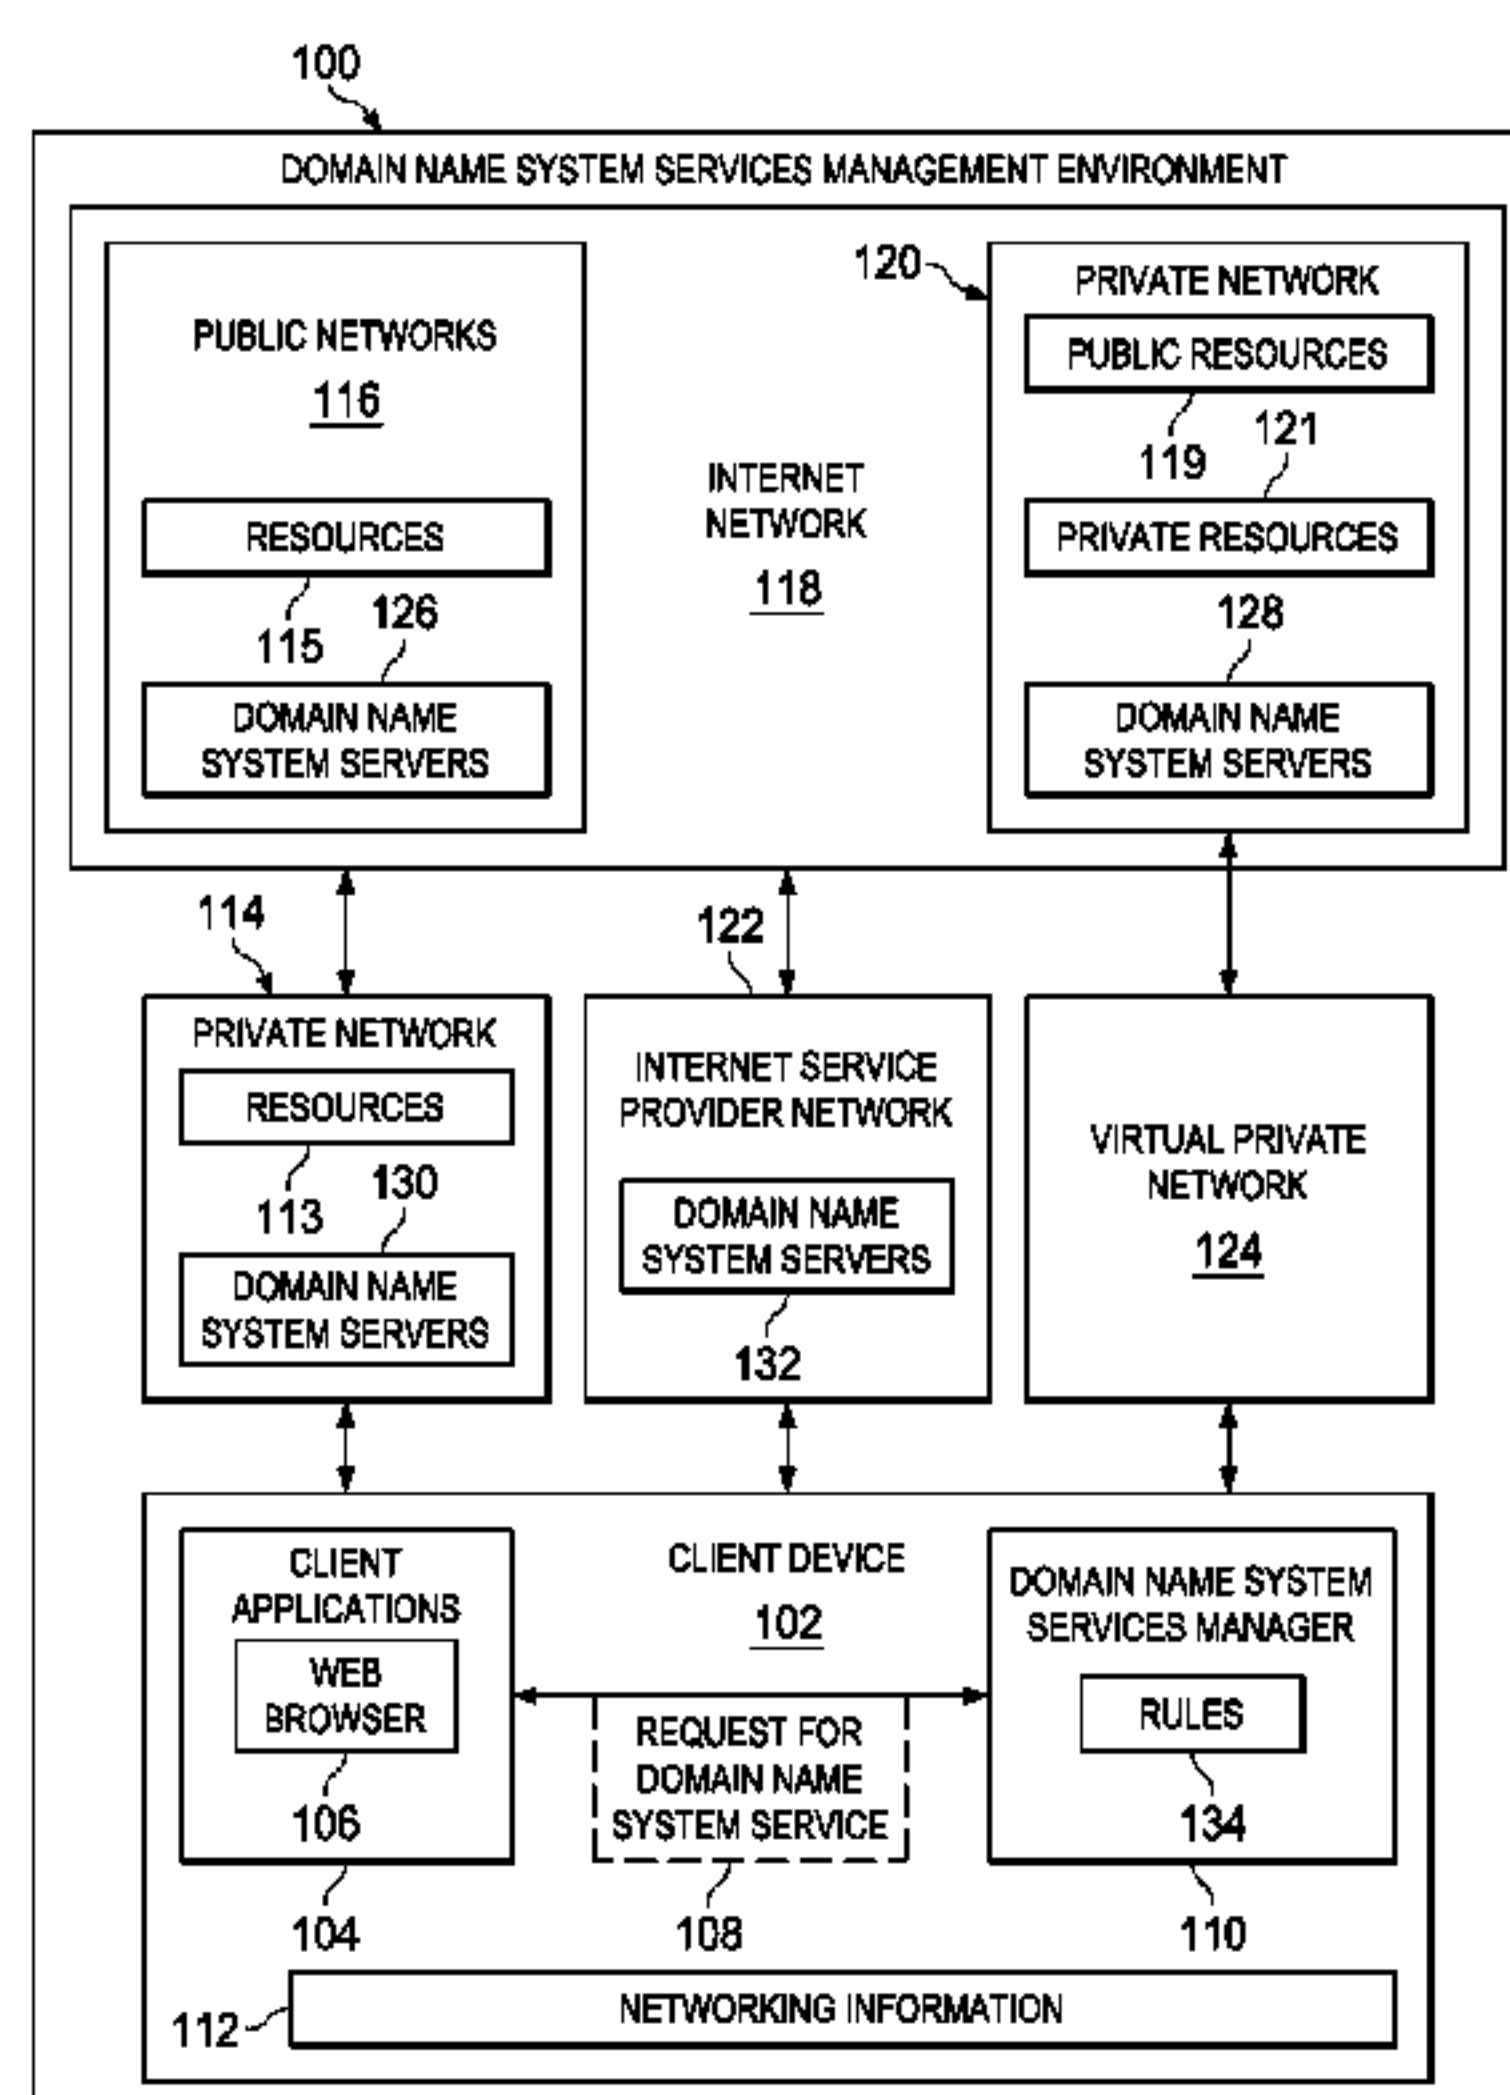 100
DOMAIN NAME SYSTEM SERVICES MANAGEMENT ENVIRONMENT
PUBLIC NETWORKS
116
RESOURCES
115
126
DOMAIN NAME
SYSTEM SERVERS
INTERNET
NETWORK
118
120
PRIVATE NETWORK
PUBLIC RESOURCES
119
121
PRIVATE RESOURCES
128
DOMAIN NAME
SYSTEM SERVERS
114
PRIVATE NETWORK
RESOURCES
113
130
DOMAIN NAME
SYSTEM SERVERS
122
INTERNET SERVICE
PROVIDER NETWORK
DOMAIN NAME
SYSTEM SERVERS
132
VIRTUAL PRIVATE
NETWORK
124
CLIENT
APPLICATIONS
WEB
BROWSER
106
104
CLIENT DEVICE
102
REQUEST FOR
DOMAIN NAME
SYSTEM SERVICE
108
DOMAIN NAME SYSTEM
SERVICES MANAGER
RULES
134
110
112
NETWORKING INFORMATION